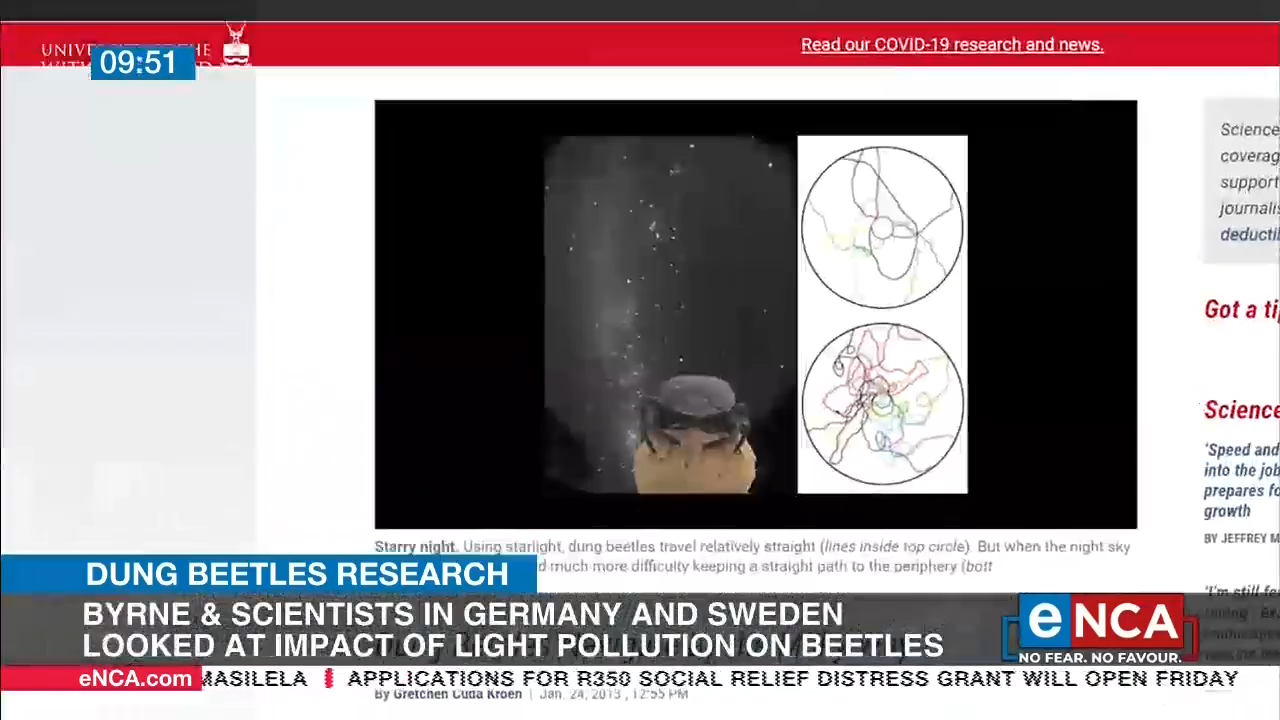 09:51
Read our COVID-19 research and news.
Science
coverag
support
journalis
deductil
Got a ti
Science
'Speed and
into the job
prepares fo
growth
BY JEFFREY M
'I'm still fe
Starry night. Using starlight, dung beetles travel relatively straight (lines inside top circle). But when the night sky
d much more difficulty keeping a straight path to the periphery (bott
DUNG BEETLES RESEARCH
BYRNE & SCIENTISTS IN GERMANY AND SWEDEN
LOOKED AT IMPACT OF LIGHT POLLUTION ON BEETLES
eNCA
NO FEAR. NO FAVOUR.
eNCA.com
MASILELA APPLICATIONS FOR R350 SOCIAL RELIEF DISTRESS GRANT WILL OPEN FRIDAY
By Gretchen Cuda Kroen | Jan. 24, 2013 , 12:55 PM